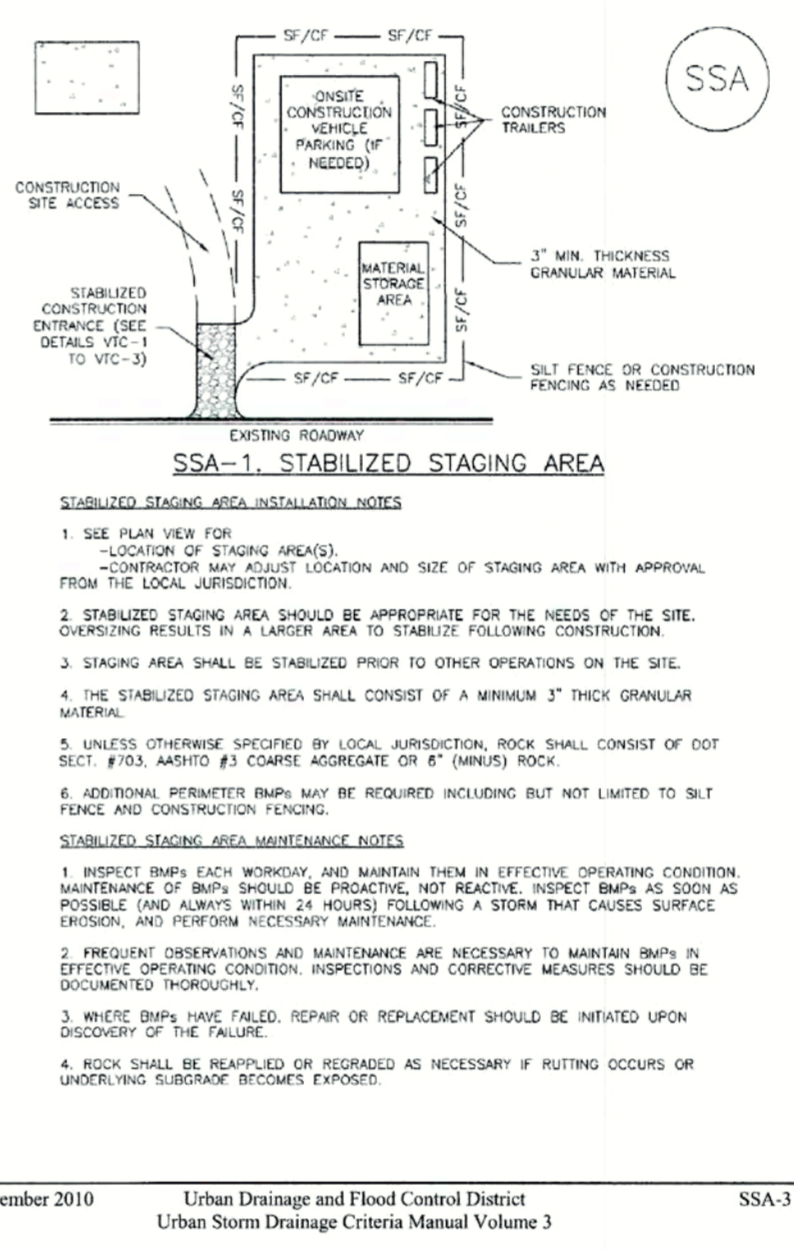 SF/CF SF/CF
SSA
SF/CF
SF/CF
ONSITE
CONSTRUCTION
VEHICLE
PARKING (IF
NEEDED)
CONSTRUCTION
TRAILERS
CONSTRUCTION
SITE ACCESS
SF/CF
SF/CF
3" MIN. THICKNESS
GRANULAR MATERIAL
MATERIAL
STORAGE
AREA
STABILIZED
CONSTRUCTION
ENTRANCE (SEE
DETAILS VTC-1
TO VTC-3)
SF/CF
SF/CF SF/CF
SILT FENCE OR CONSTRUCTION
FENCING AS NEEDED
EXISTING ROADWAY
SSA-1. STABILIZED STAGING AREA
STABILIZED STAGING AREA INSTALLATION NOTES
1. SEE PLAN VIEW FOR
-LOCATION OF STAGING AREA(S).
-CONTRACTOR MAY ADJUST LOCATION AND SIZE OF STAGING AREA WITH APPROVAL
FROM THE LOCAL JURISDICTION.
2. STABILIZED STAGING AREA SHOULD BE APPROPRIATE FOR THE NEEDS OF THE SITE.
OVERSIZING RESULTS IN A LARGER AREA TO STABILIZE FOLLOWING CONSTRUCTION.
3. STAGING AREA SHALL BE STABILIZED PRIOR TO OTHER OPERATIONS ON THE SITE.
4. THE STABILIZED STAGING AREA SHALL CONSIST OF A MINIMUM 3" THICK GRANULAR
MATERIAL
5. UNLESS OTHERWISE SPECIFIED BY LOCAL JURISDICTION, ROCK SHALL CONSIST OF DOT
SECT. #703, AASHTO #3 COARSE AGGREGATE OR 6" (MINUS) ROCK.
6. ADDITIONAL PERIMETER BMPs MAY BE REQUIRED INCLUDING BUT NOT LIMITED TO SILT
FENCE AND CONSTRUCTION FENCING.
STABILIZED STAGING AREA MAINTENANCE NOTES
1. INSPECT BMPs EACH WORKDAY, AND MAINTAIN THEM IN EFFECTIVE OPERATING CONDITION.
MAINTENANCE OF BMPs SHOULD BE PROACTIVE, NOT REACTIVE. INSPECT BMPs AS SOON AS
POSSIBLE (AND ALWAYS WITHIN 24 HOURS) FOLLOWING A STORM THAT CAUSES SURFACE
EROSION, AND PERFORM NECESSARY MAINTENANCE.
2. FREQUENT OBSERVATIONS AND MAINTENANCE ARE NECESSARY TO MAINTAIN BMPs IN
EFFECTIVE OPERATING CONDITION. INSPECTIONS AND CORRECTIVE MEASURES SHOULD BE
DOCUMENTED THOROUGHLY.
3. WHERE BMPs HAVE FAILED, REPAIR OR REPLACEMENT SHOULD BE INITIATED UPON
DISCOVERY OF THE FAILURE.
4. ROCK SHALL BE REAPPLIED OR REGRADED AS NECESSARY IF RUTTING OCCURS OR
UNDERLYING SUBGRADE BECOMES EXPOSED.
ember 2010 Urban Drainage and Flood Control District SSA-3
Urban Storm Drainage Criteria Manual Volume 3